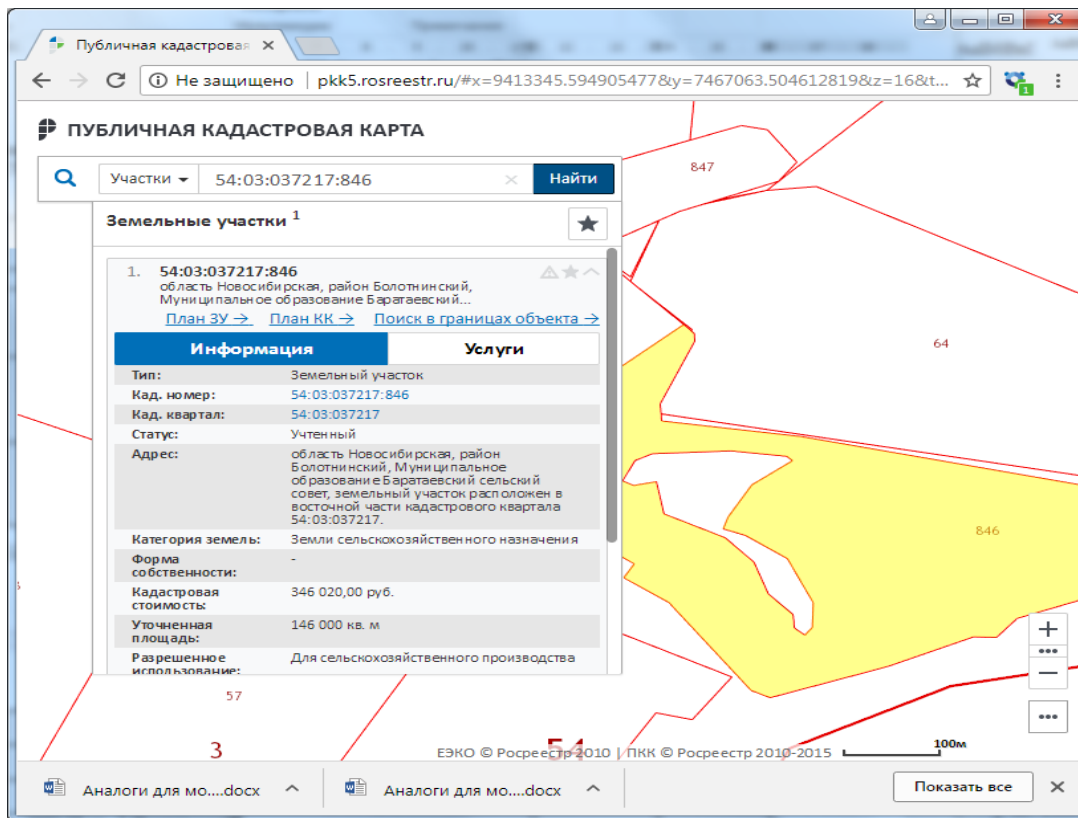 Публичная кадастровая
Не защищено | pkk5.rosreestr.ru/#x=9413345.594905477&y=7467063.504612819&z=16&t...
1
ПУБЛИЧНАЯ КАДАСТРОВАЯ КАРТА
Участки
54:03:037217:846
Найти
Земельные участки 1
1. 54:03:037217:846
область Новосибирская, район Болотнинский,
Муниципальное образование Баратаевский...
План ЗУ → План КК → Поиск в границах объекта →
Информация
Услуги
Тип: Земельный участок
Кад. номер: 54:03:037217:846
Кад. квартал: 54:03:037217
Статус: Учтенный
Адрес: область Новосибирская, район
Болотнинский, Муниципальное
образование Баратаевский сельский
совет, земельный участок расположен в
восточной части кадастрового квартала
54:03:037217.
Категория земель: Земли сельскохозяйственного назначения
Форма
собственности: -
Кадастровая
стоимость: 346 020,00 руб.
Уточненная
площадь: 146 000 кв. м
Разрешенное
использование: Для сельскохозяйственного производства
847
64
846
57
3
54
ЕЭКО © Росреестр 2010 | ПКК © Росреестр 2010-2015
100м
Аналоги для мо....docx
Аналоги для мо....docx
Показать все